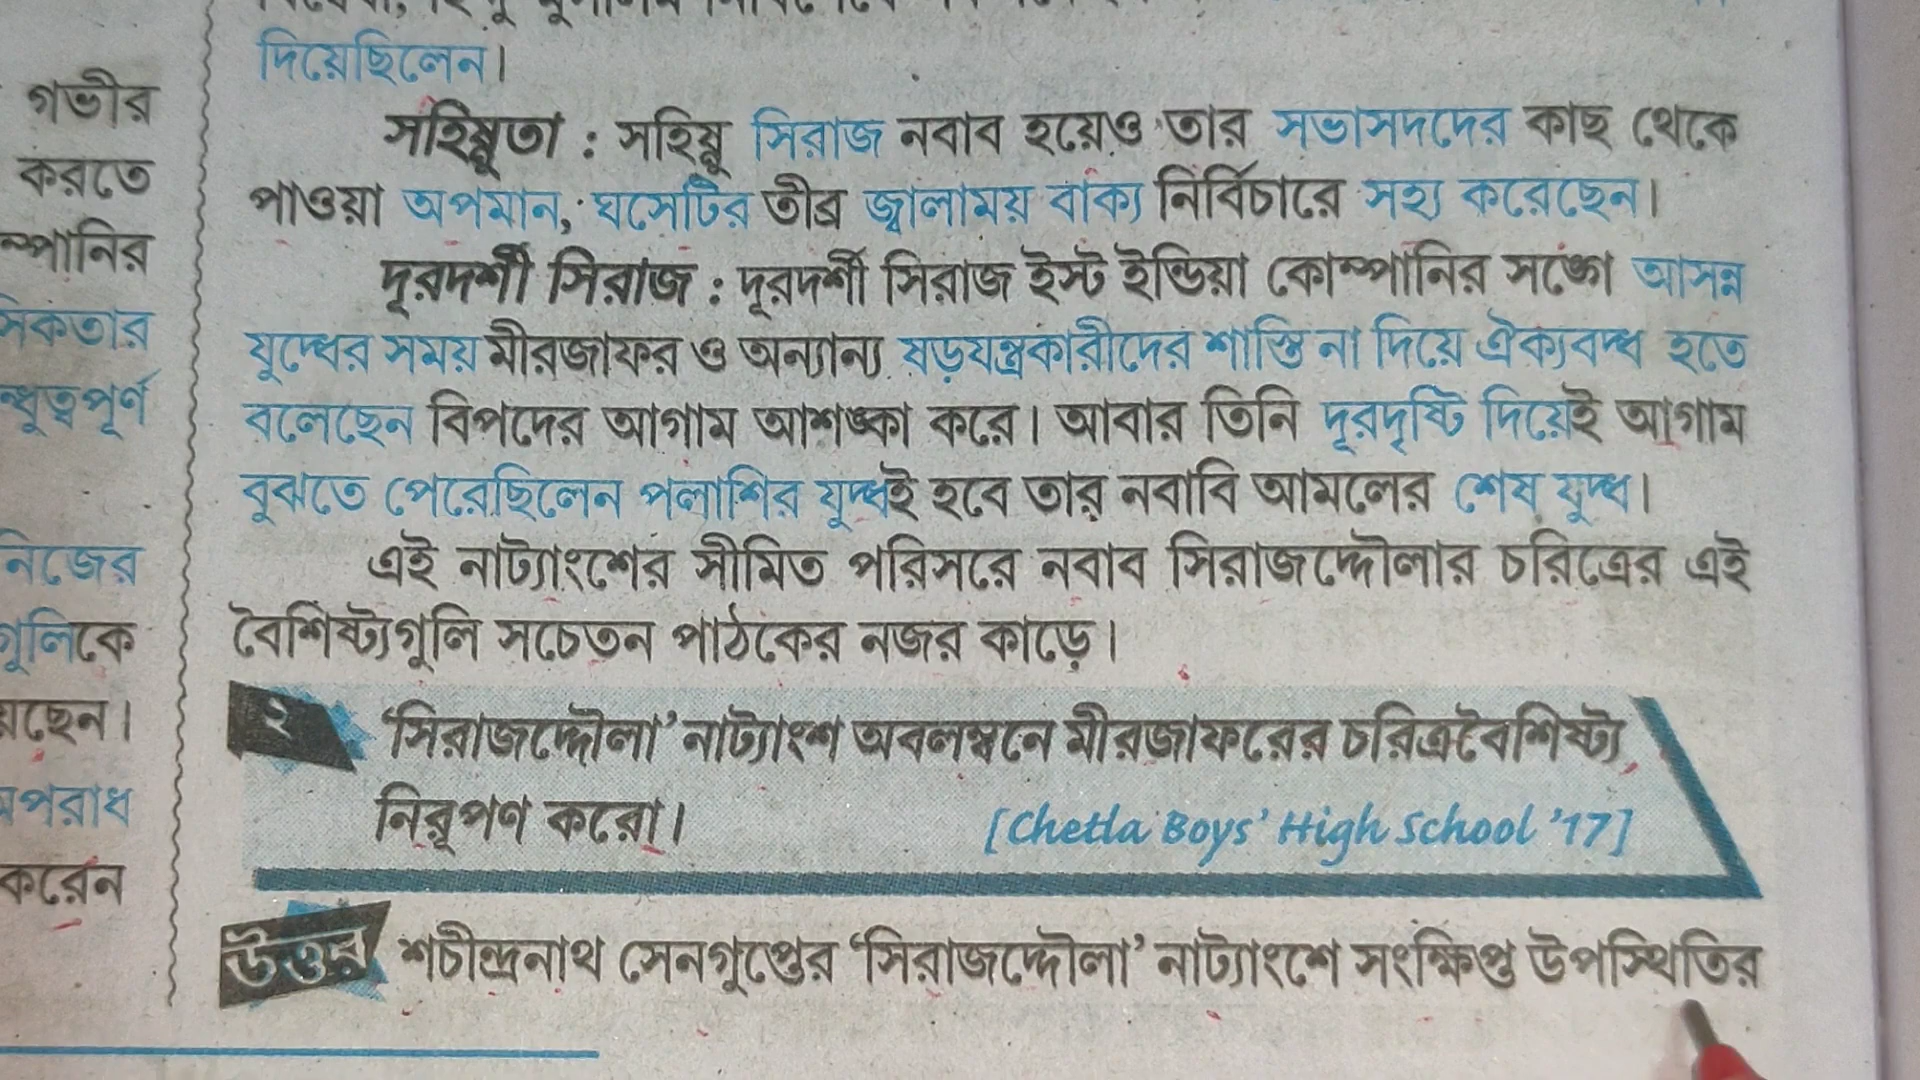 গভীর
করতে
ম্পানির
সিকতার
ন্ধুত্বপূর্ণ
নিজের
গুলিকে
য়ছেন।
অপরাধ
করেন
দিয়েছিলেন।
সহিষ্ণুতা : সহিষ্ণু সিরাজ নবাব হয়েও তার সভাসদদের কাছ থেকে
পাওয়া অপমান, ঘসেটির তীব্র জ্বালাময় বাক্য নির্বিচারে সহ্য করেছেন।
দূরদর্শী সিরাজ : দূরদর্শী সিরাজ ইস্ট ইন্ডিয়া কোম্পানির সঙ্গে আসন্ন
যুদ্ধের সময় মীরজাফর ও অন্যান্য ষড়যন্ত্রকারীদের শাস্তি না দিয়ে ঐক্যবদ্ধ হতে
বলেছেন বিপদের আগাম আশঙ্কা করে। আবার তিনি দূরদৃষ্টি দিয়েই আগাম
বুঝতে পেরেছিলেন পলাশির যুদ্ধই হবে তার নবাবি আমলের শেষ যুদ্ধ।
এই নাট্যাংশের সীমিত পরিসরে নবাব সিরাজদ্দৌলার চরিত্রের এই
বৈশিষ্ট্যগুলি সচেতন পাঠকের নজর কাড়ে।
২ ‘সিরাজদ্দৌলা’ নাট্যাংশ অবলম্বনে মীরজাফরের চরিত্রবৈশিষ্ট্য
নিরূপণ করো। [Chetla Boys’ High School ’17]
উত্তর শচীন্দ্রনাথ সেনগুপ্তের ‘সিরাজদ্দৌলা’ নাট্যাংশে সংক্ষিপ্ত উপস্থিতির